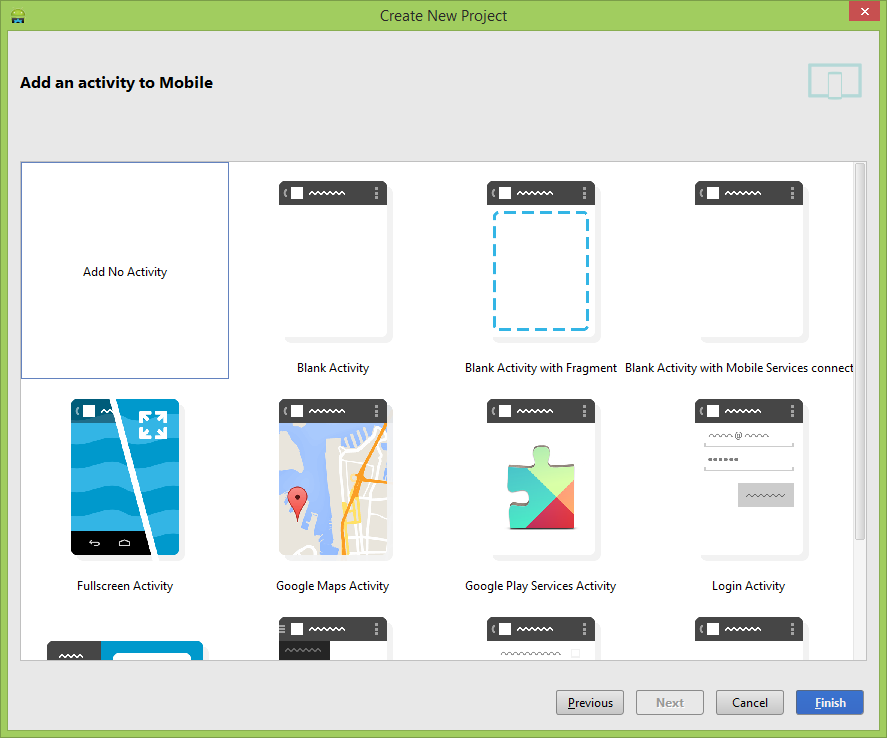 Create New Project
Add an activity to Mobile
Add No Activity
Blank Activity
Blank Activity with Fragment
Blank Activity with Mobile Services connect
Fullscreen Activity
Google Maps Activity
Google Play Services Activity
Login Activity
Previous
Next
Cancel
Finish